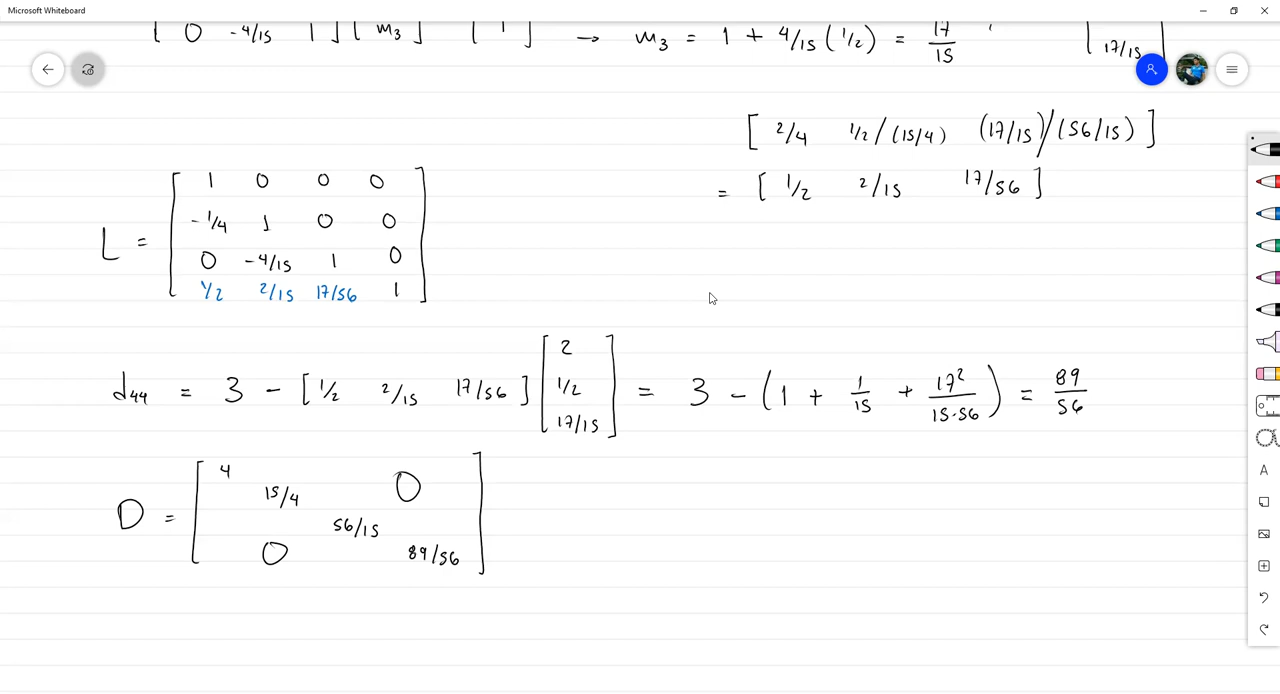 Microsoft Whiteboard
[ 0 -4/15 1 ] [ m3 ] [ 1 ] → m3 = 1 + 4/15 (1/2) = 17/15 [ 17/15 ]
[ 2/4 1/2/(15/4) (17/15)/(56/15) ]
= [ 1/2 2/15 17/56 ]
L = [ 1 0 0 0
-1/4 1 0 0
0 -4/15 1 0
1/2 2/15 17/56 1 ]
d44 = 3 - [ 1/2 2/15 17/56 ] [ 2 1/2 17/15 ] = 3 - (1 + 1/15 + 17²/15·56) = 89/56
D = [ 4
15/4 0
56/15
0 89/56 ]
A